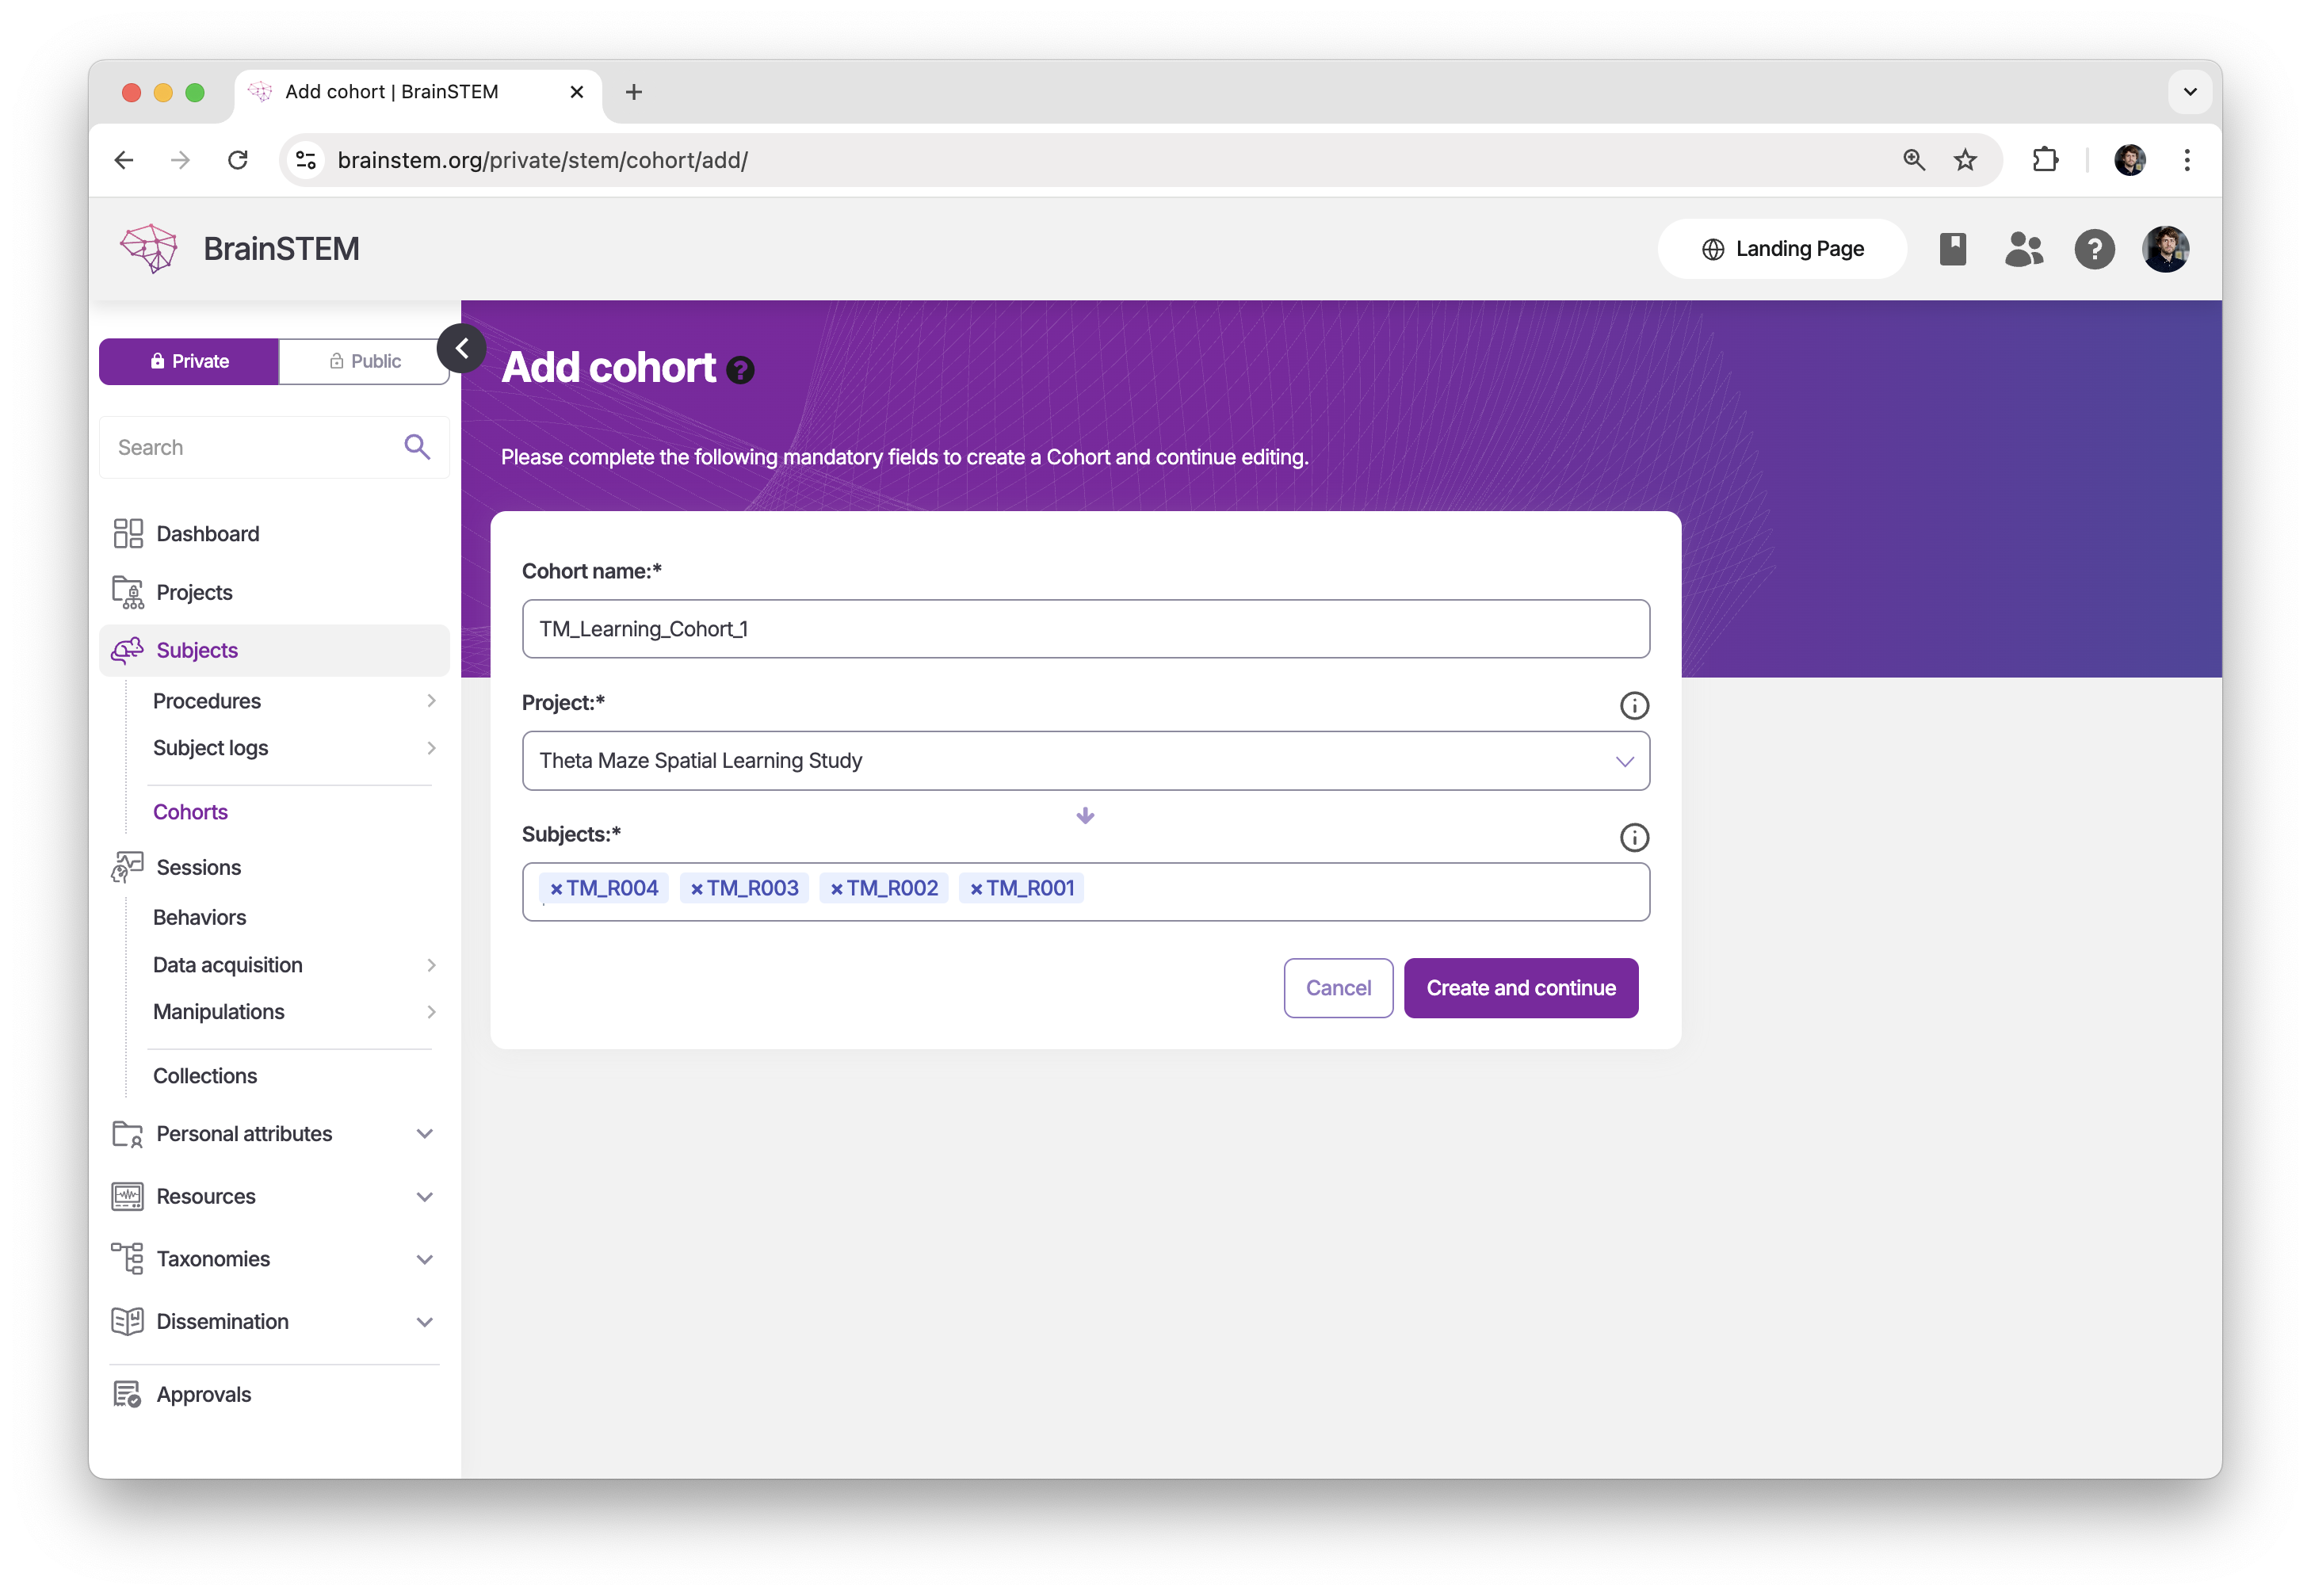 Add cohort | BrainSTEM
brainstem.org/private/stem/cohort/add/
BrainSTEM
Landing Page
Private
Public
Search
Dashboard
Projects
Subjects
Procedures
Subject logs
Cohorts
Sessions
Behaviors
Data acquisition
Manipulations
Collections
Personal attributes
Resources
Taxonomies
Dissemination
Approvals
Add cohort ?
Please complete the following mandatory fields to create a Cohort and continue editing.
Cohort name:*
TM_Learning_Cohort_1
Project:*
Theta Maze Spatial Learning Study
Subjects:*
×TM_R004 ×TM_R003 ×TM_R002 ×TM_R001
Cancel
Create and continue